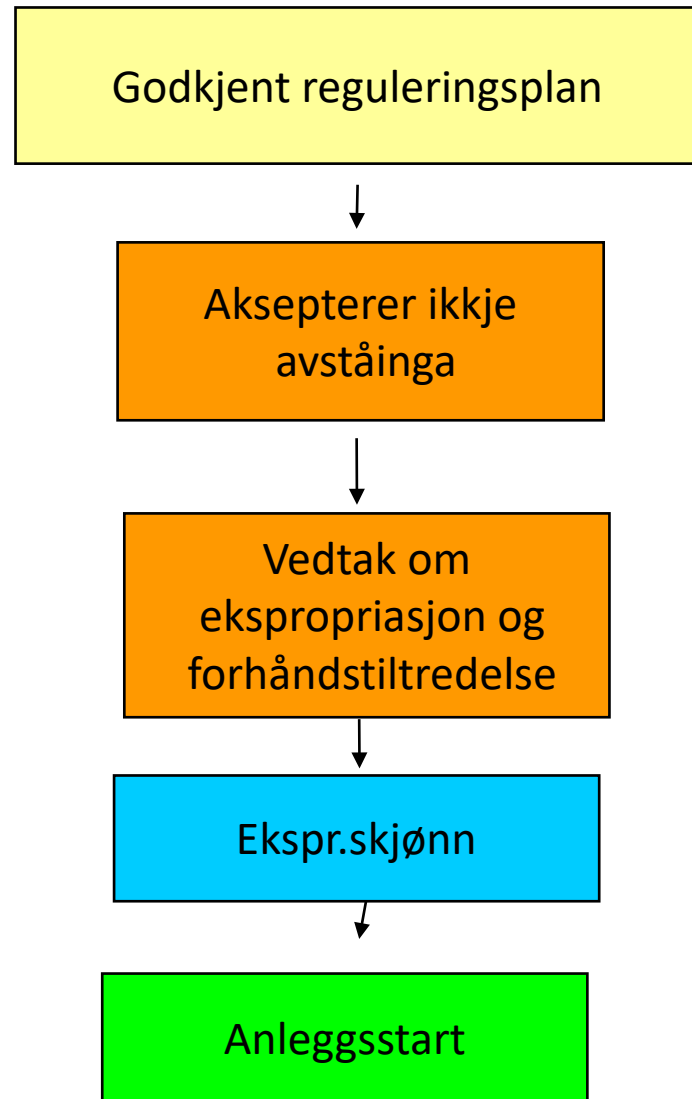 Godkjent reguleringsplan
Aksepterer ikkje
avståinga
Vedtak om
ekspropriasjon og
forhåndstiltredelse
Ekspr.skjønn
Anleggsstart